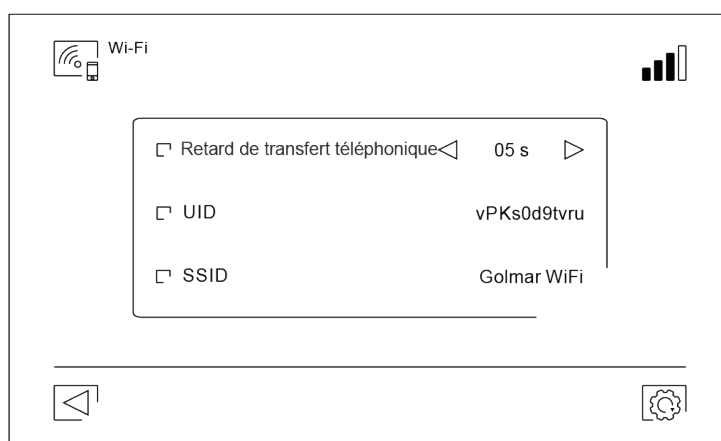 Wi-Fi
Retard de transfert téléphonique 05 s
UID vPKs0d9tvru
SSID Golmar WiFi